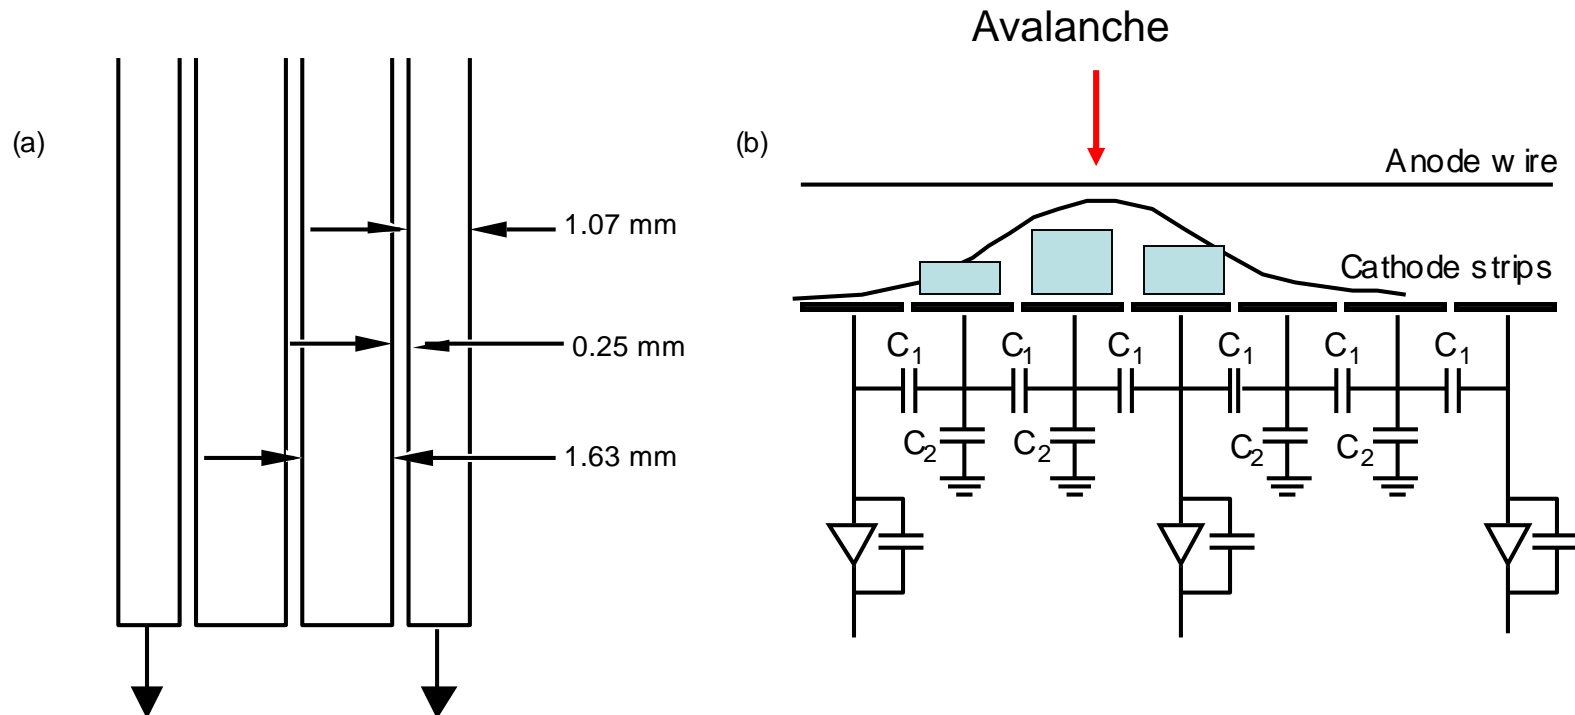 Avalanche
(a)
(b)
Anode wire
1.07 mm
Cathode strips
0.25 mm
C1 C1 C1 C1 C1 C1
1.63 mm
C2 C2 C2 C2